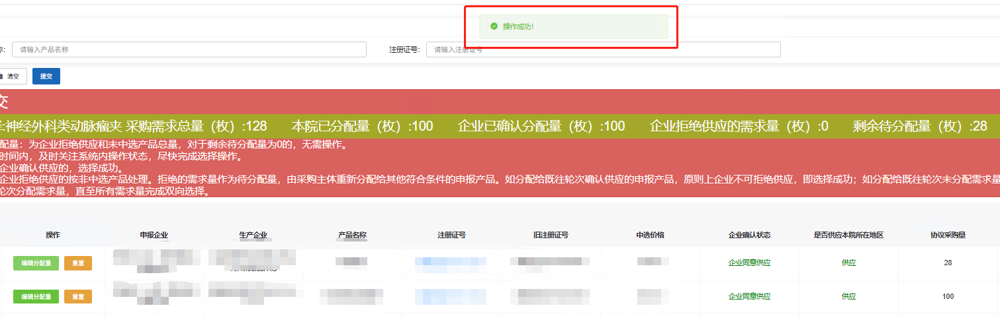 操作成功!
你:
请输入产品名称
注册证号:
请输入注册证号
清空
提交
交
:神经外科类动脉瘤夹 采购需求总量（枚）:128 本院已分配量（枚）:100 企业已确认分配量（枚）:100 企业拒绝供应的需求量（枚）:0 剩余待分配量（枚）:28
配量：为企业拒绝供应和未中选产品总量，对于剩余待分配量为0的，无需操作。
时间内，及时关注系统内操作状态，尽快完成选择操作。
企业确认供应的，选择成功。
企业拒绝供应的按非中选产品处理。拒绝的需求量作为待分配量，由采购主体重新分配给其他符合条件的申报产品。如分配给既往轮次确认供应的申报产品，原则上企业不可拒绝供应，即选择成功；如分配给既往轮次未分配需求量
轮次分配需求量，直至所有需求量完成双向选择。
操作 申报企业 生产企业 产品名称 注册证号 旧注册证号 中选价格 企业确认状态 是否供应本院所在地区 协议采购量
编辑分配量 重置 企业同意供应 供应 28
编辑分配量 重置 企业同意供应 供应 100